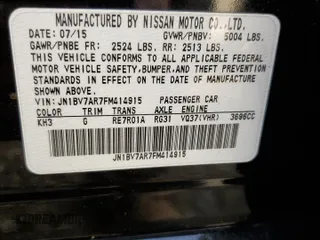 MANUFACTURED BY NISSAN MOTOR CO., LTD.
DATE: 07/15 GVWR/PNBV: 5004 LBS.
GAWR/PNBE FR: 2524 LBS. RR: 2513 LBS.
THIS VEHICLE CONFORMS TO ALL APPLICABLE FEDERAL
MOTOR VEHICLE SAFETY, BUMPER, AND THEFT PREVENTION
STANDARDS IN EFFECT ON THE DATE OF MANUFACTURE
SHOWN ABOVE.
VIN: JN1BV7AR7FM414915 PASSENGER CAR
COLOR TRIM TRANS AXLE ENGINE
KH3 G RE7R01A RG31 VQ37(VHR) 3696CC
JN1BV7AR7FM414915